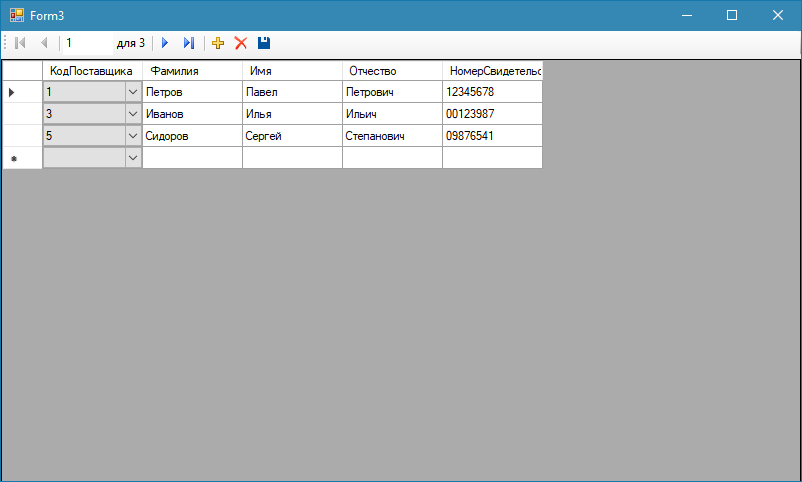 Form3
1 для 3
КодПоставщика Фамилия Имя Отчество НомерСвидетельс
1 Петров Павел Петрович 12345678
3 Иванов Илья Ильич 00123987
5 Сидоров Сергей Степанович 09876541